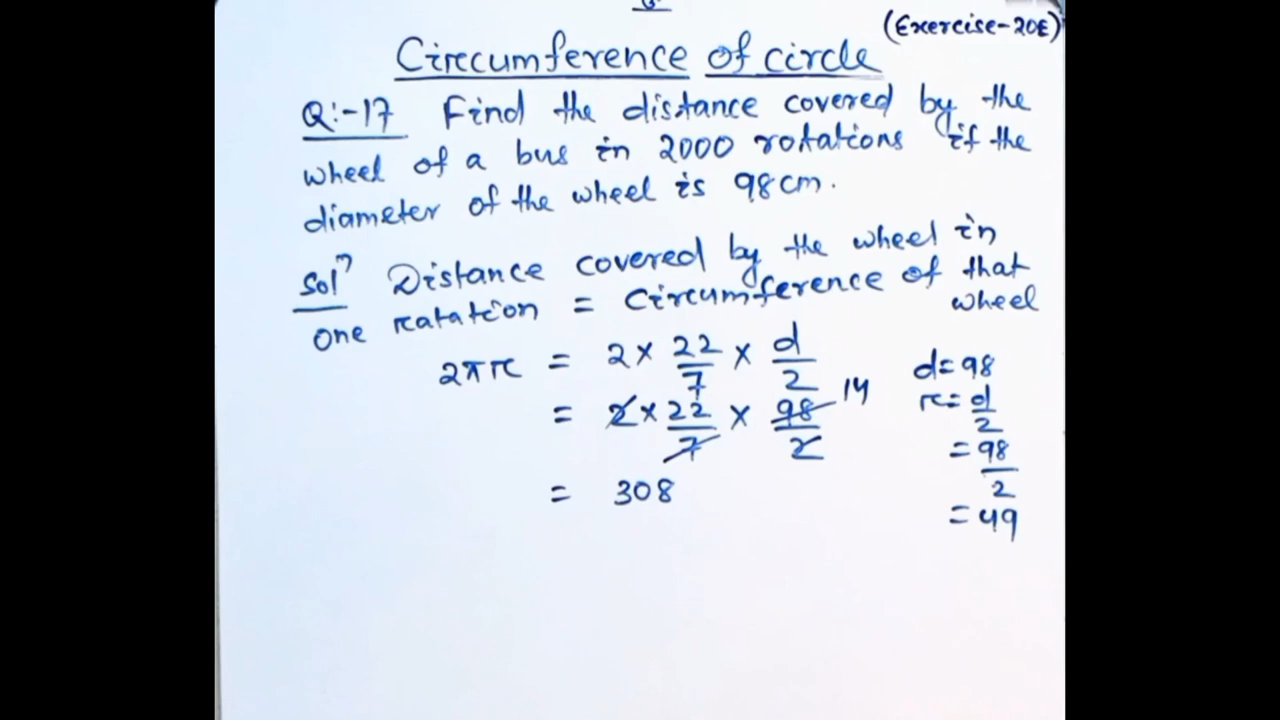 (Exercise-20E)
Circumference of circle
Q:-17 Find the distance covered by the
wheel of a bus in 2000 rotations if the
diameter of the wheel is 98cm.
Solⁿ Distance covered by the wheel in
one ratation = Circumference of that
wheel
2πr = 2 × 22/7 × d/2
= 2 × 22/7 × 98/2 14
= 308
d=98
r=d/2
=98/2
=49